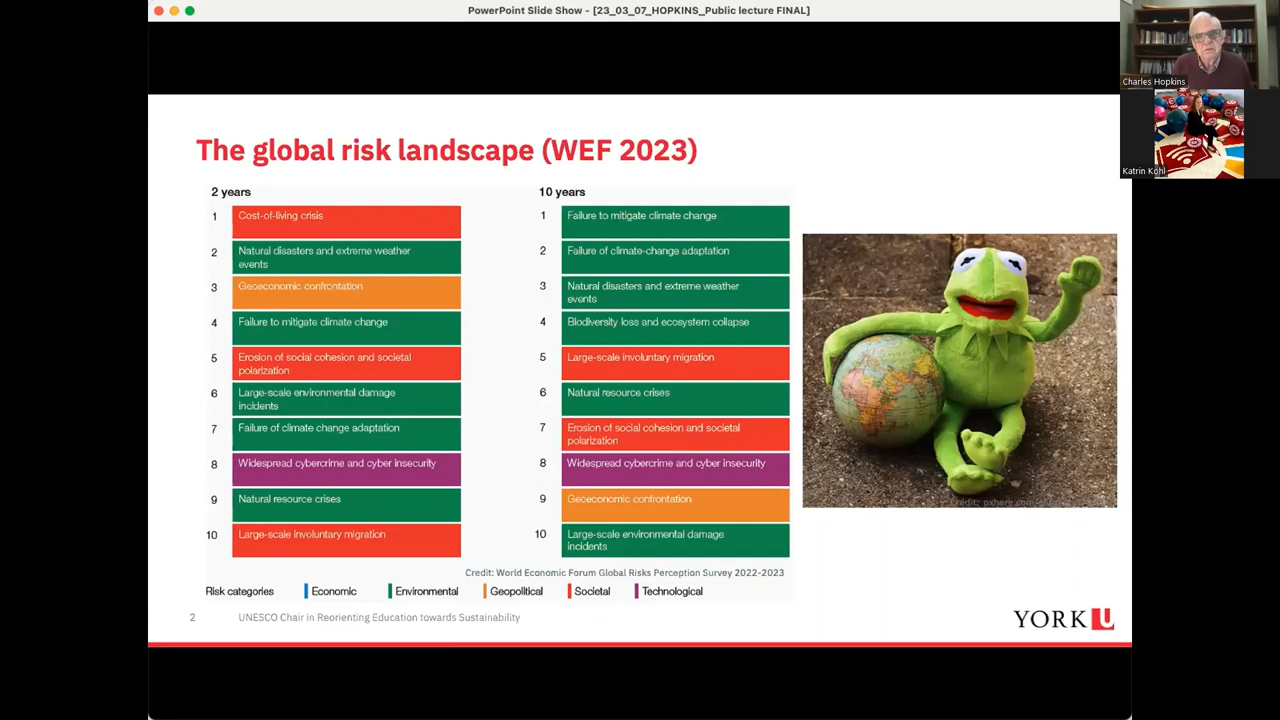 PowerPoint Slide Show - [23_03_07_HOPKINS_Public lecture FINAL]
Charles Hopkins
Katrin Kohl
The global risk landscape (WEF 2023)
2 years
1 Cost-of-living crisis
2 Natural disasters and extreme weather
events
3 Geoeconomic confrontation
4 Failure to mitigate climate change
5 Erosion of social cohesion and societal
polarization
6 Large-scale environmental damage
incidents
7 Failure of climate change adaptation
8 Widespread cybercrime and cyber insecurity
9 Natural resource crises
10 Large-scale involuntary migration
10 years
1 Failure to mitigate climate change
2 Failure of climate-change adaptation
3 Natural disasters and extreme weather
events
4 Biodiversity loss and ecosystem collapse
5 Large-scale involuntary migration
6 Natural resource crises
7 Erosion of social cohesion and societal
polarization
8 Widespread cybercrime and cyber insecurity
9 Geoeconomic confrontation
10 Large-scale environmental damage
incidents
Credit: pxhere.com
Credit: World Economic Forum Global Risks Perception Survey 2022-2023
Risk categories Economic Environmental Geopolitical Societal Technological
2 UNESCO Chair in Reorienting Education towards Sustainability
YORK U